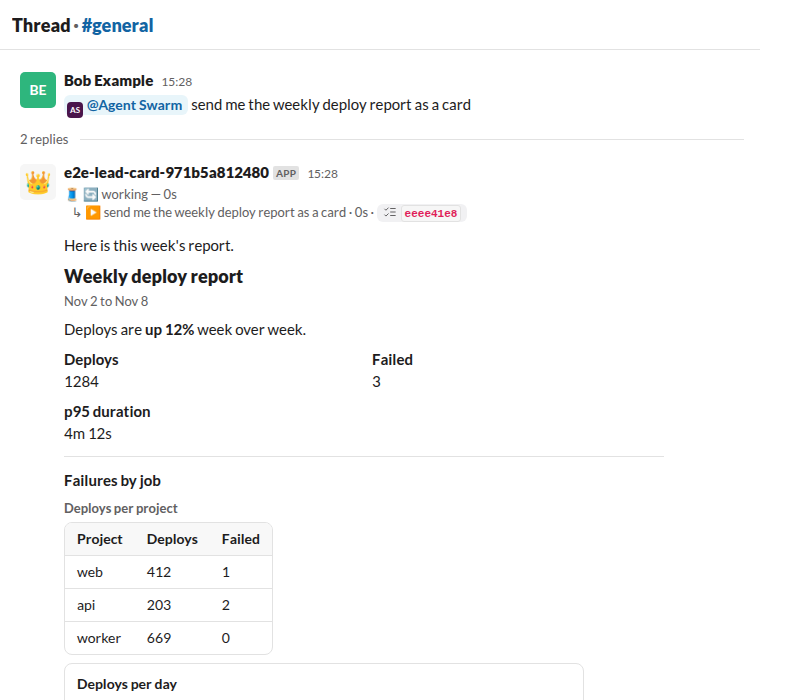 Thread • #general
BE
Bob Example 15:28
AS @Agent Swarm send me the weekly deploy report as a card
2 replies
e2e-lead-card-971b5a812480 APP 15:28
working — 0s
↳ send me the weekly deploy report as a card · 0s · eeee41e8
Here is this week's report.
Weekly deploy report
Nov 2 to Nov 8
Deploys are up 12% week over week.
Deploys Failed
1284 3
p95 duration
4m 12s
Failures by job
Deploys per project
Project Deploys Failed
web 412 1
api 203 2
worker 669 0
Deploys per day